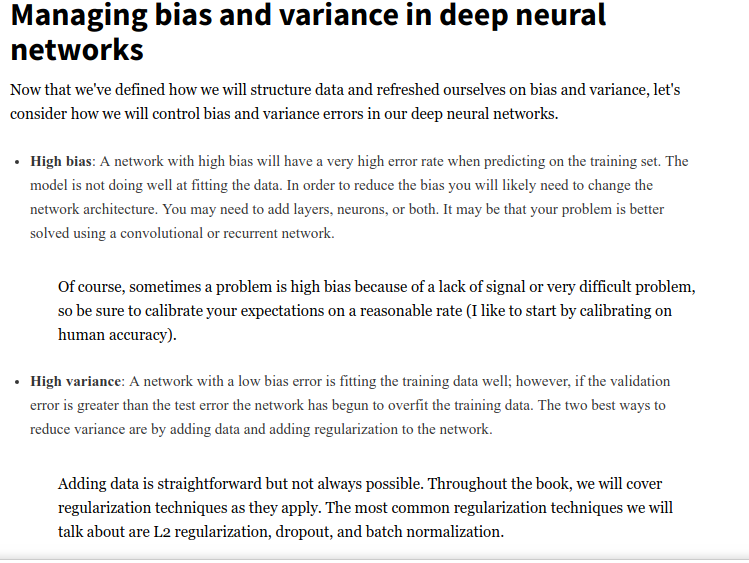 Managing bias and variance in deep neural
networks
Now that we've defined how we will structure data and refreshed ourselves on bias and variance, let's
consider how we will control bias and variance errors in our deep neural networks.
• High bias: A network with high bias will have a very high error rate when predicting on the training set. The
model is not doing well at fitting the data. In order to reduce the bias you will likely need to change the
network architecture. You may need to add layers, neurons, or both. It may be that your problem is better
solved using a convolutional or recurrent network.
Of course, sometimes a problem is high bias because of a lack of signal or very difficult problem,
so be sure to calibrate your expectations on a reasonable rate (I like to start by calibrating on
human accuracy).
• High variance: A network with a low bias error is fitting the training data well; however, if the validation
error is greater than the test error the network has begun to overfit the training data. The two best ways to
reduce variance are by adding data and adding regularization to the network.
Adding data is straightforward but not always possible. Throughout the book, we will cover
regularization techniques as they apply. The most common regularization techniques we will
talk about are L2 regularization, dropout, and batch normalization.